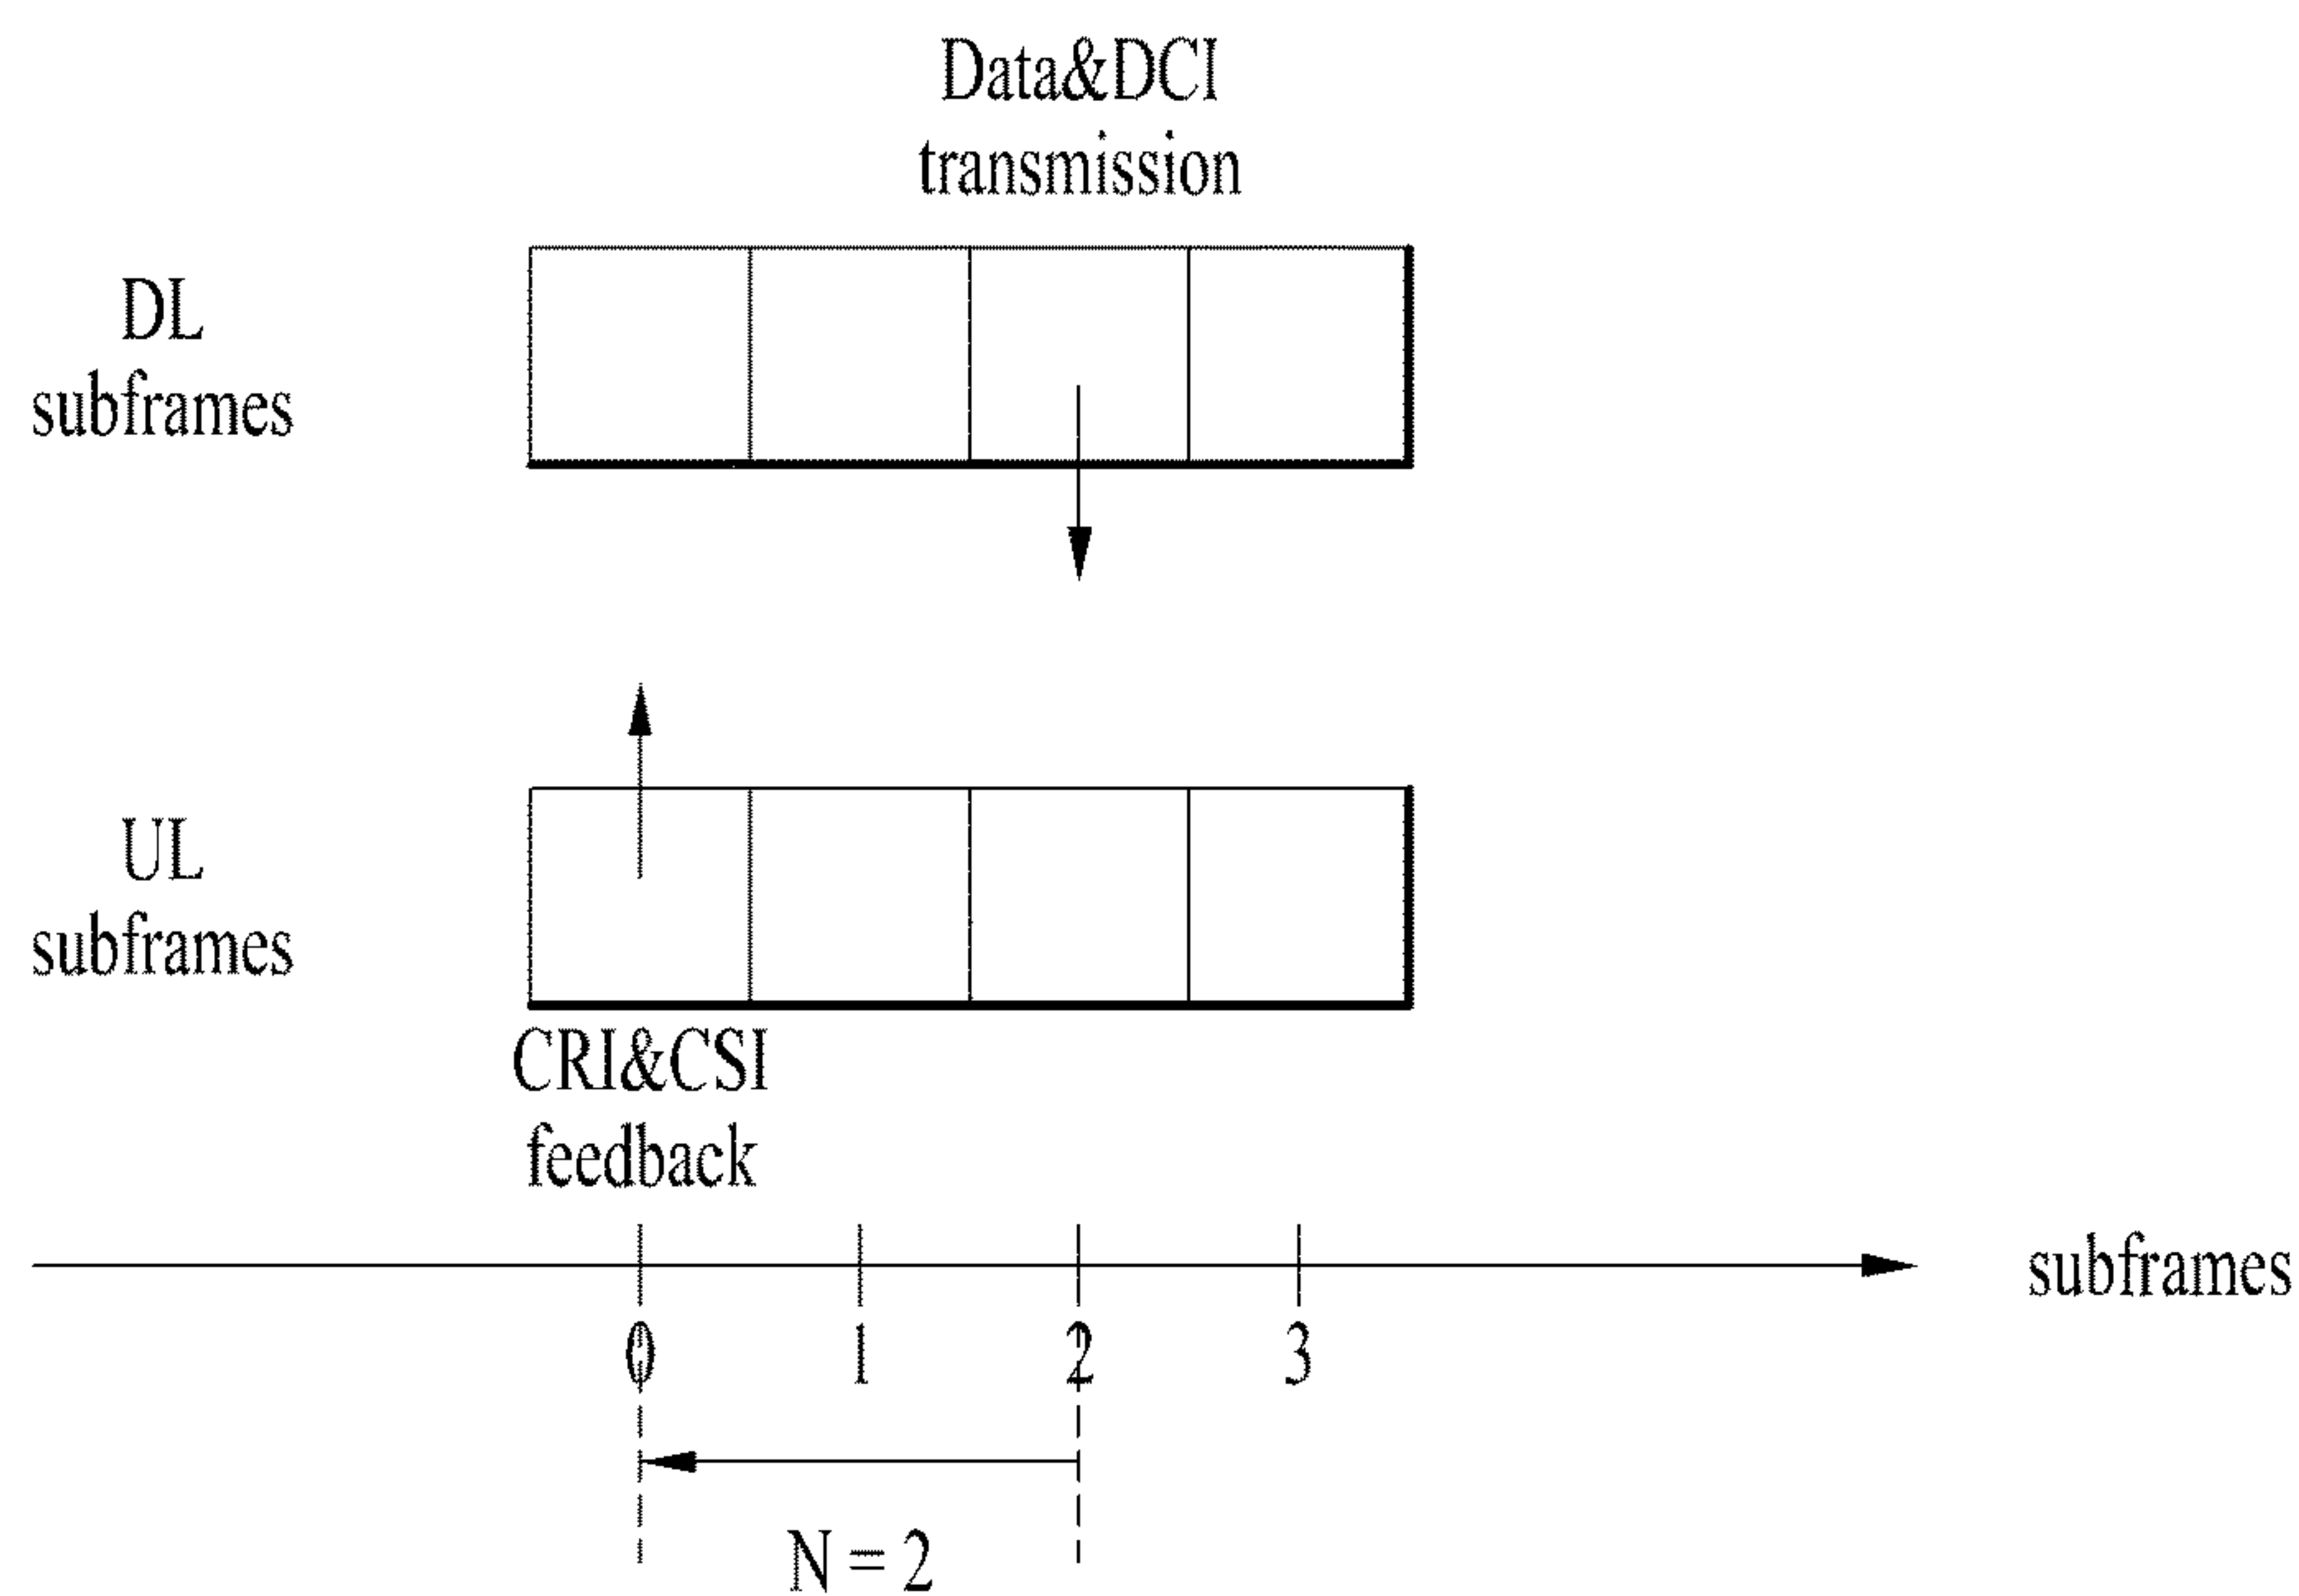 Data&DCI
transmission
DL
subframes
UL
subframes
CRI&CSI
feedback
subframes
0 1 2 3
N = 2